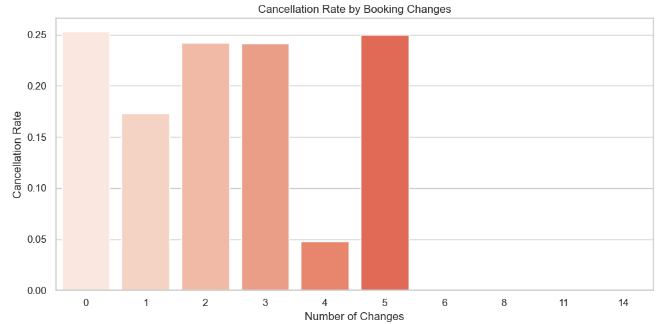 Cancellation Rate by Booking Changes
0.25
0.20
0.15
0.10
0.05
0.00
Cancellation Rate
0 1 2 3 4 5 6 8 11 14
Number of Changes